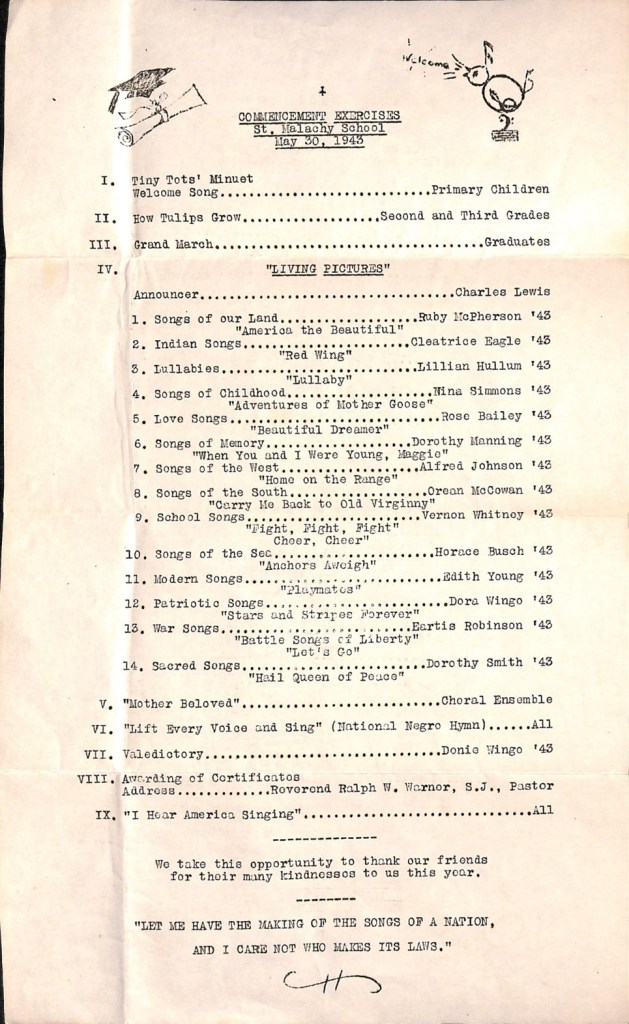 Welcome
COMMENCEMENT EXERCISES
St. Malachy School
May 30, 1943
I. Tiny Tots' Minuet
Welcome Song..............................Primary Children
II. How Tulips Grow....................Second and Third Grades
III. Grand March.......................................Graduates
IV. "LIVING PICTURES"
Announcer.....................................Charles Lewis
1. Songs of our Land....................Ruby McPherson '43
"America the Beautiful"
2. Indian Songs.........................Cleatrice Eagle '43
"Red Wing"
3. Lullabies.............................Lillian Hullum '43
"Lullaby"
4. Songs of Childhood.....................Nina Simmons '43
"Adventures of Mother Goose"
5. Love Songs..............................Rose Bailey '43
"Beautiful Dreamer"
6. Songs of Memory.....................Dorothy Manning '43
"When You and I Were Young, Maggie"
7. Songs of the West....................Alfred Johnson '43
"Home on the Range"
8. Songs of the South....................Orean McCowan '43
"Carry Me Back to Old Virginny"
9. School Songs.........................Vernon Whitney '43
"Fight, Fight, Fight"
Cheer, Cheer"
10. Songs of the Sea.......................Horace Busch '43
"Anchors Aweigh"
11. Modern Songs............................Edith Young '43
"Playmates"
12. Patriotic Songs..........................Dora Wingo '43
"Stars and Stripes Forever"
13. War Songs...........................Eartis Robinson '43
"Battle Songs of Liberty"
"Let's Go"
14. Sacred Songs..........................Dorothy Smith '43
"Hail Queen of Peace"
V. "Mother Beloved".............................Choral Ensemble
VI. "Lift Every Voice and Sing" (National Negro Hymn)......All
VII. Valedictory..................................Donie Wingo '43
VIII. Awarding of Certificates
Address.............Reverend Ralph W. Warner, S.J., Pastor
IX. "I Hear America Singing".................................All
We take this opportunity to thank our friends
for their many kindnesses to us this year.
"LET ME HAVE THE MAKING OF THE SONGS OF A NATION,
AND I CARE NOT WHO MAKES ITS LAWS."